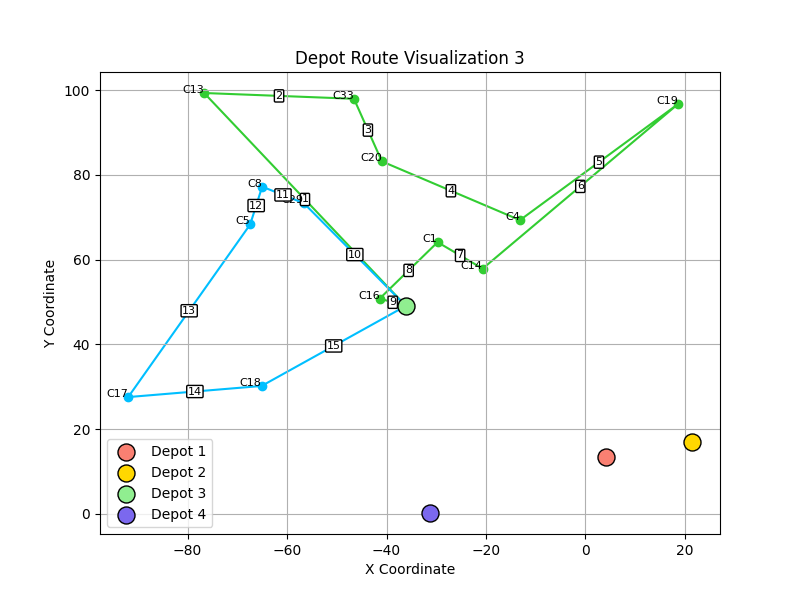 Depot Route Visualization 3
Y Coordinate
100
80
60
40
20
0
C13
2
C33
C19
3
C20
5
6
4
C8
11
C29
1
12
C5
C4
C1
10
7
C14
8
C16
9
13
15
C17
14
C18
Depot 1
Depot 2
Depot 3
Depot 4
−80
−60
−40
−20
0
20
X Coordinate